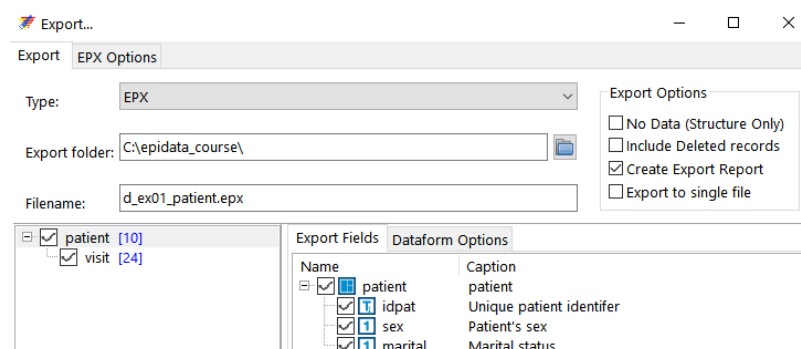 Export...
Export EPX Options
Type: EPX
Export folder: C:\epidata_course\
Filename: d_ex01_patient.epx
Export Options
No Data (Structure Only)
Include Deleted records
Create Export Report
Export to single file
patient [10]
visit [24]
Export Fields Dataform Options
Name Caption
patient patient
idpat Unique patient identifer
sex Patient's sex
marital Marital status